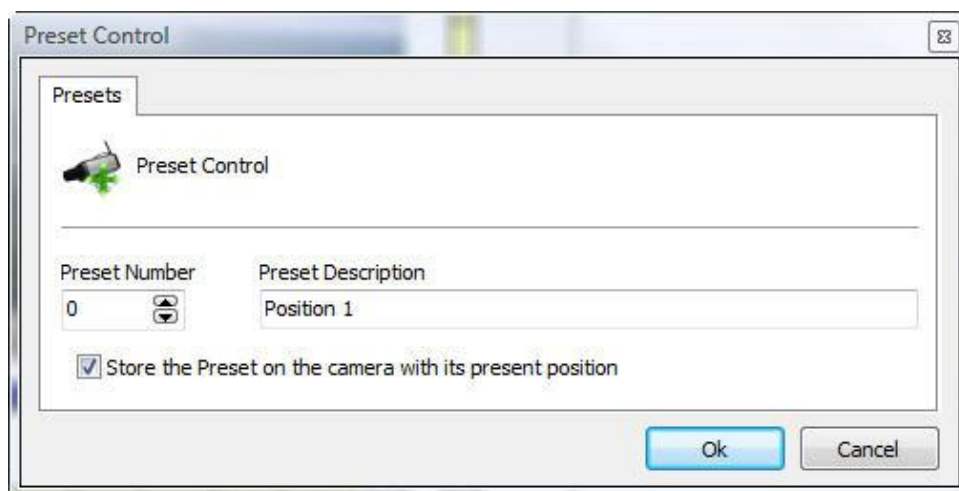 Preset Control
Presets
Preset Control
Preset Number Preset Description
0 Position 1
Store the Preset on the camera with its present position
Ok Cancel